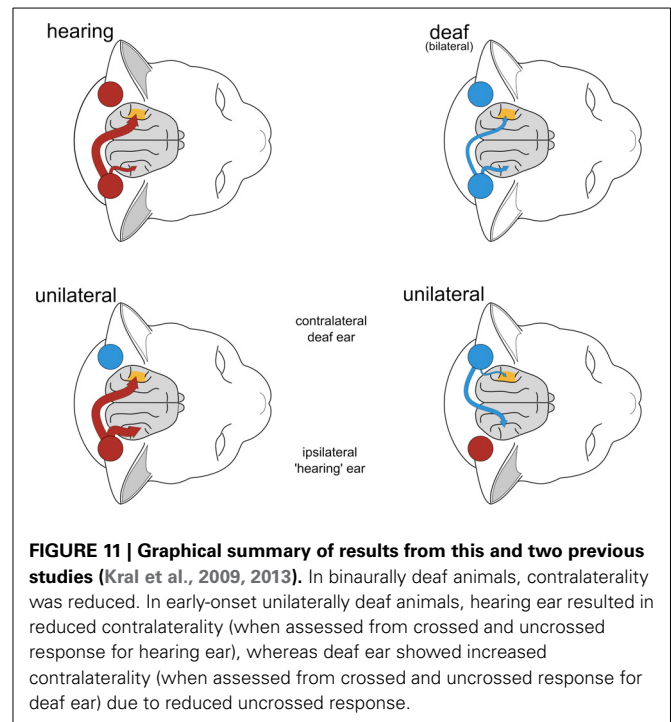 hearing
deaf
(bilateral)
unilateral
contralateral
deaf ear
ipsilateral
'hearing' ear
unilateral
FIGURE 11 | Graphical summary of results from this and two previous
studies (Kral et al., 2009, 2013). In binaurally deaf animals, contralaterality
was reduced. In early-onset unilaterally deaf animals, hearing ear resulted in
reduced contralaterality (when assessed from crossed and uncrossed
response for hearing ear), whereas deaf ear showed increased
contralaterality (when assessed from crossed and uncrossed response for
deaf ear) due to reduced uncrossed response.